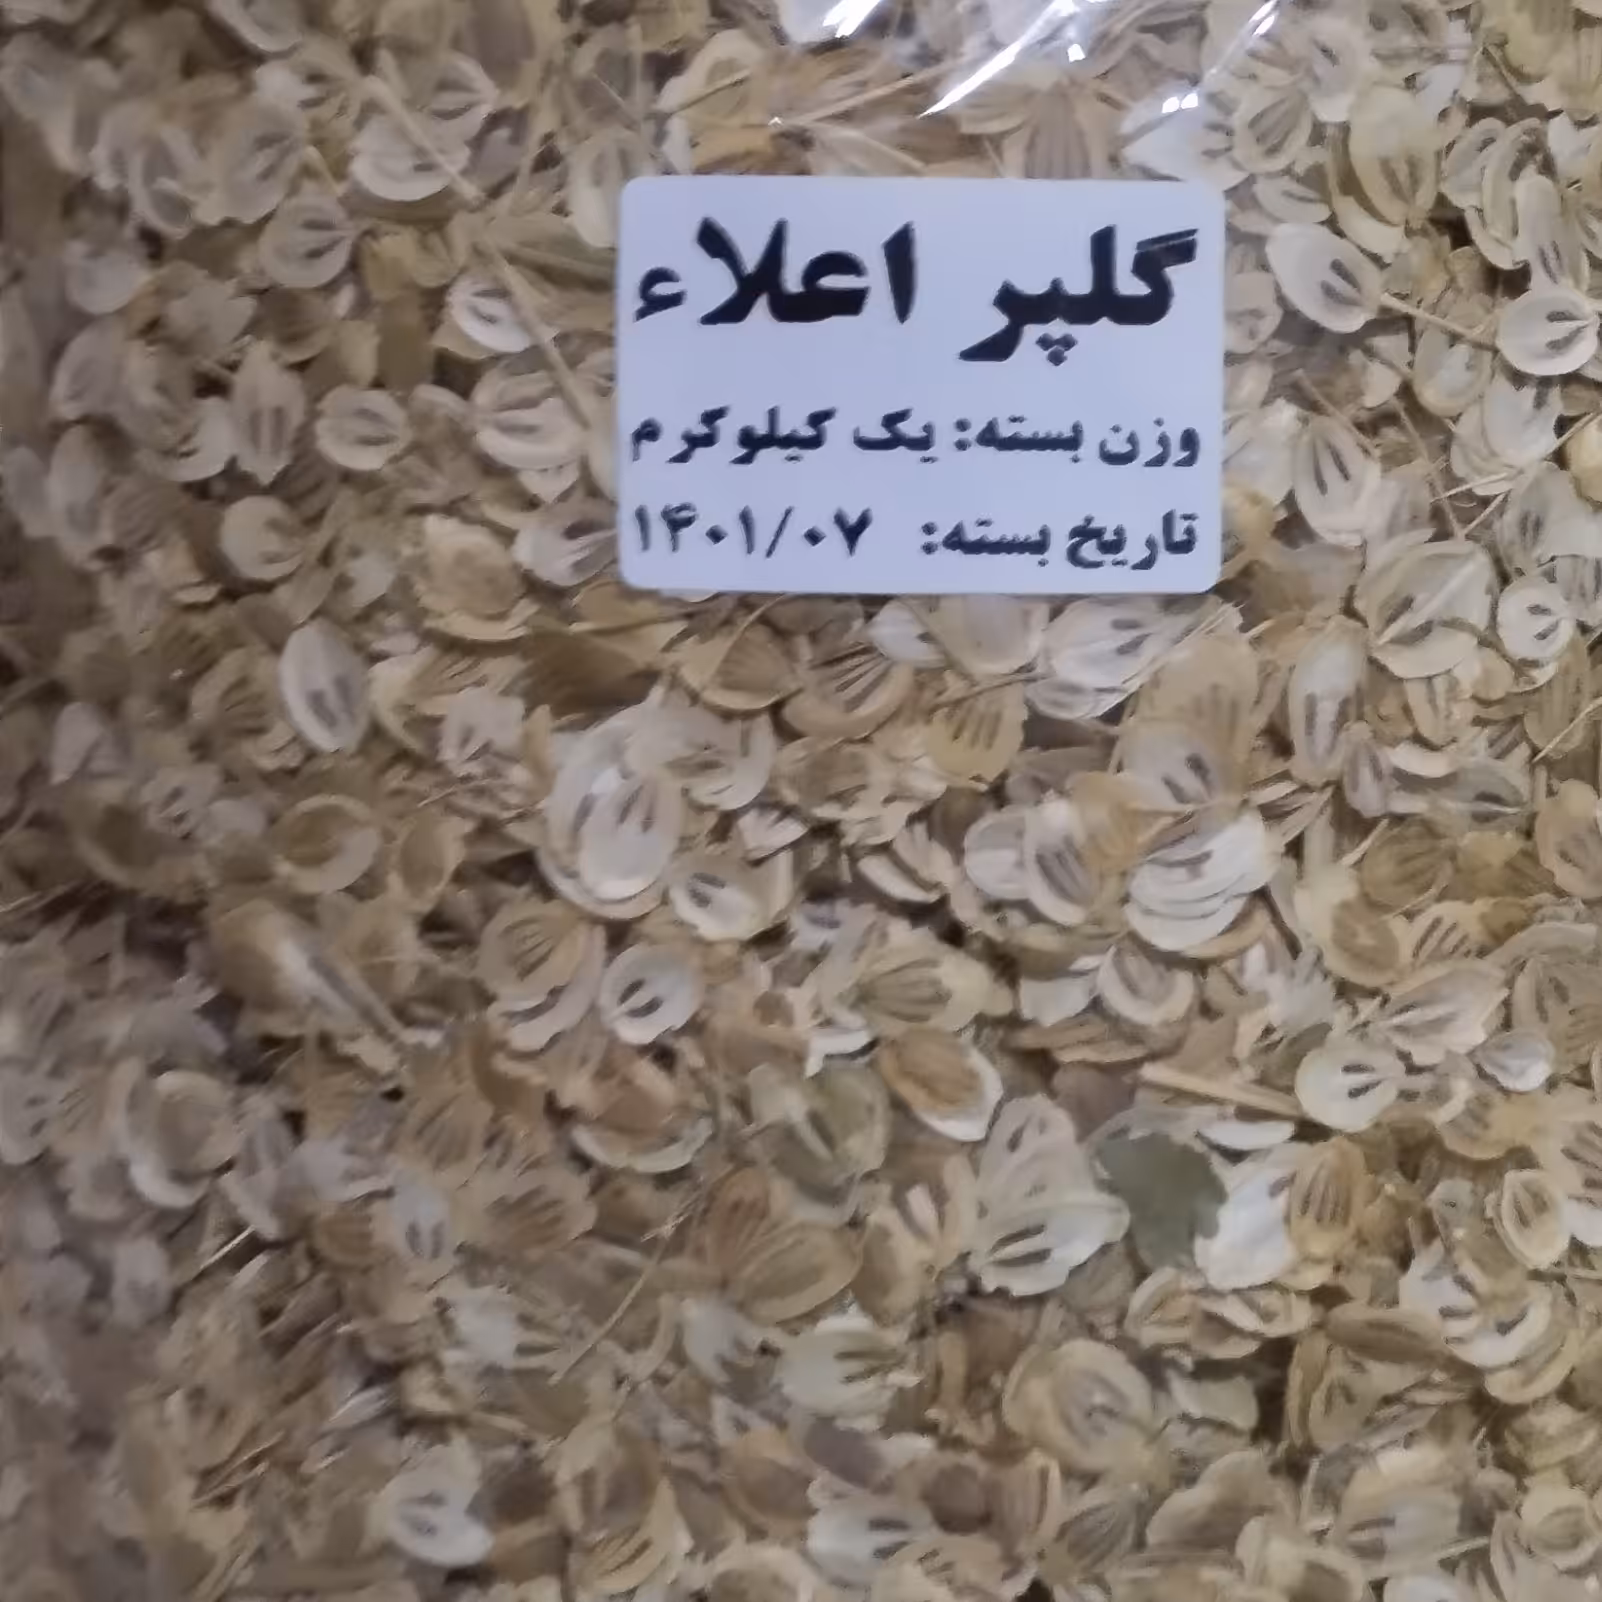 گلپر اعلاء
وزن بسته: یک کیلوگرم
تاریخ بسته: ۱۴۰۱/۰۷